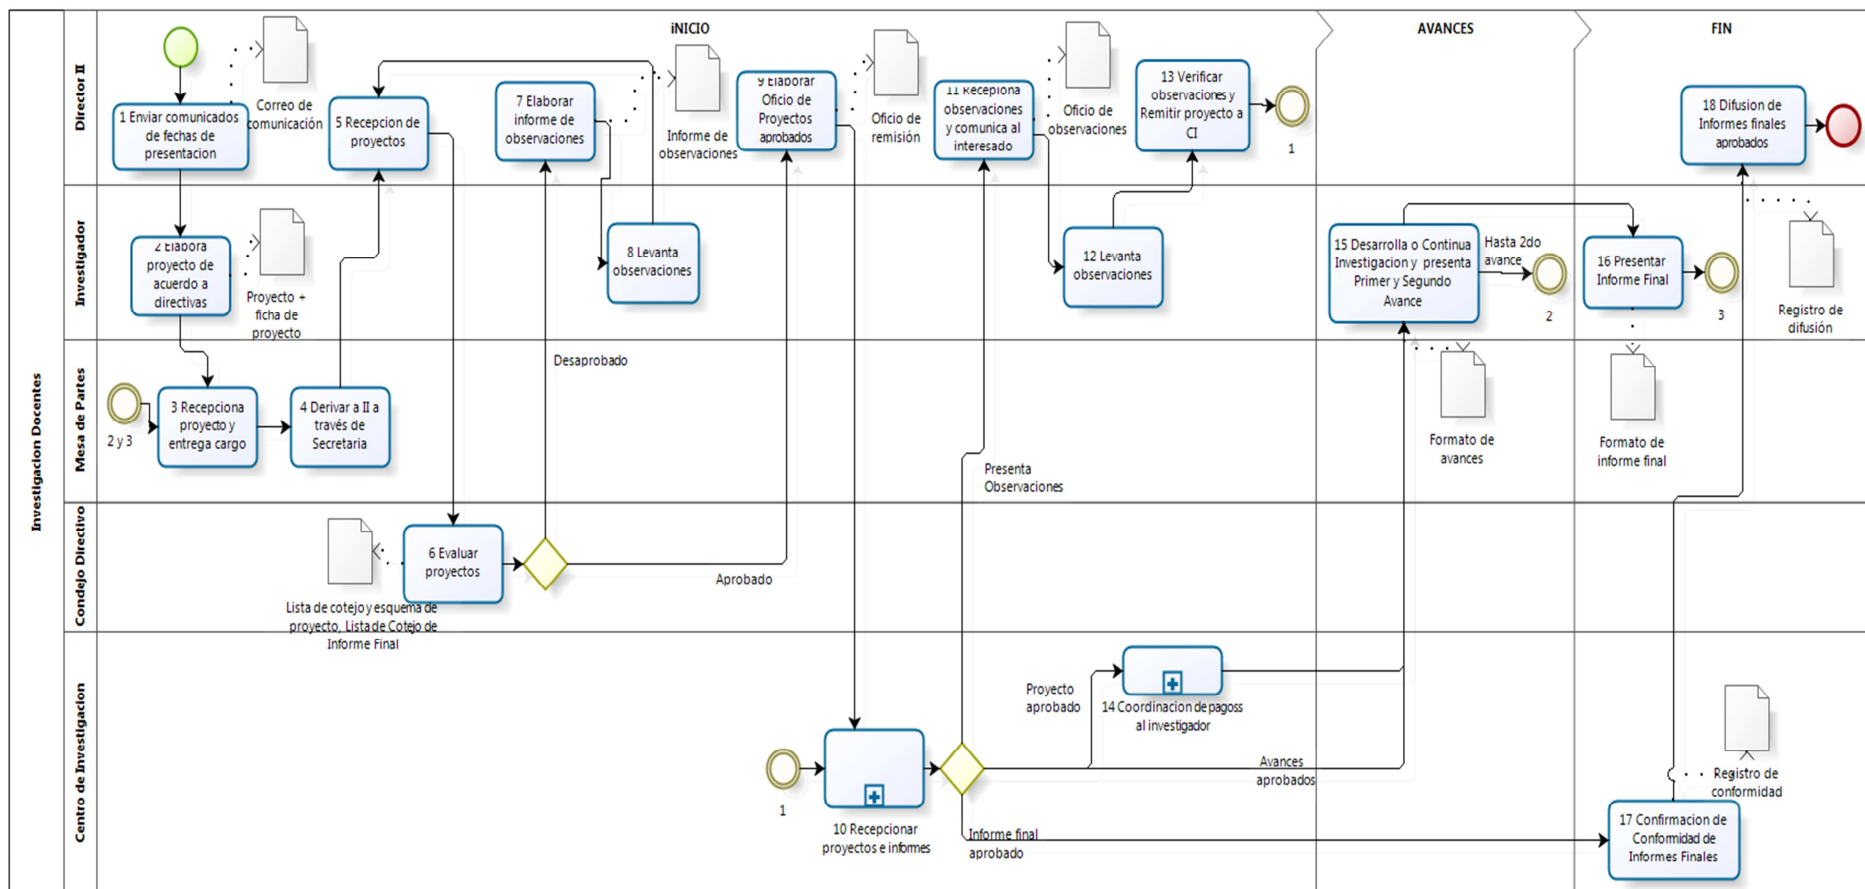 Investigacion Docentes
iNICIO
AVANCES
FIN
Director II
1 Enviar comunicados
de fechas de
presentacion
Correo de
comunicación
5 Recepcion de
proyectos
7 Elaborar
informe de
observaciones
Informe de
observaciones
9 Elaborar
Oficio de
Proyectos
aprobados
Oficio de
remisión
11 Recepciona
observaciones
y comunica al
interesado
Oficio de
observaciones
13 Verificar
observaciones y
Remitir proyecto a
CI
1
18 Difusion de
Informes finales
aprobados
Investigador
2 Elabora
proyecto de
acuerdo a
directivas
Proyecto +
ficha de
proyecto
8 Levanta
observaciones
12 Levanta
observaciones
15 Desarrolla o Continua
Investigacion y presenta
Primer y Segundo
Avance
Hasta 2do
avance
2
16 Presentar
Informe Final
3
Registro de
difusión
Mesa de Partes
2 y 3
3 Recepciona
proyecto y
entrega cargo
4 Derivar a II a
través de
Secretaria
Desaprobado
Presenta
Observaciones
Formato de
avances
Formato de
informe final
Condejo Directivo
6 Evaluar
proyectos
Aprobado
Lista de cotejo y esquema de
proyecto, Lista de Cotejo de
Informe Final
Centro de Investigacion
1
10 Recepcionar
proyectos e informes
Proyecto
aprobado
14 Coordinacion de pagoss
al investigador
Avances
aprobados
Informe final
aprobado
Registro de
conformidad
17 Confirmacion de
Conformidad de
Informes Finales